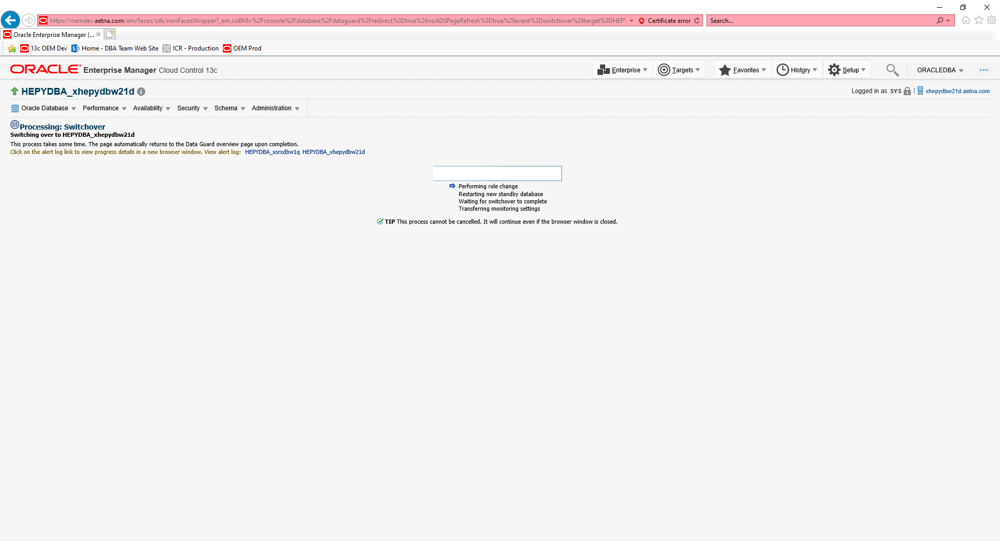 https://oemdev.aetna.com/em/faces/sdk/nonFacesWrapper?_em.coBM=%2Fconsole%2Fdatabase%2Fdataguard%3Fredirect%3Dtrue%26noADSPageRefresh%3Dtrue%26event%3Dswitchover%26target%3DHEPY Certificate error Search...
Oracle Enterprise Manager (...
13c OEM Dev Home - DBA Team Web Site ICR - Production OEM Prod
ORACLE Enterprise Manager Cloud Control 13c Enterprise Targets Favorites History Setup ORACLEDBA
HEPYDBA_xhepydbw21d Logged in as SYS | xhepydbw21d.aetna.com
Oracle Database Performance Availability Security Schema Administration
Processing: Switchover
Switching over to HEPYDBA_xhepydbw21d
This process takes some time. The page automatically returns to the Data Guard overview page upon completion.
Click on the alert log link to view progress details in a new browser window. View alert log: HEPYDBA_xsrxdbw1q HEPYDBA_xhepydbw21d
Performing role change
Restarting new standby database
Waiting for switchover to complete
Transferring monitoring settings
TIP This process cannot be cancelled. It will continue even if the browser window is closed.